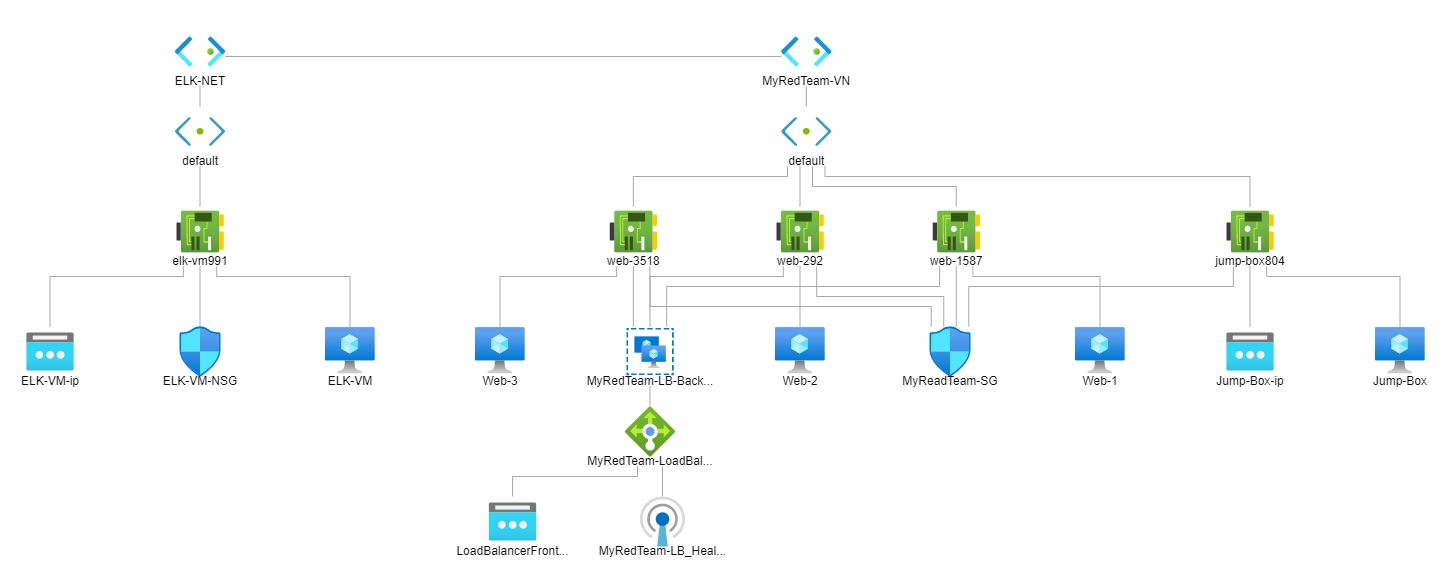 ELK-NET
MyRedTeam-VN
default
default
elk-vm991
web-3518
web-292
web-1587
jump-box804
ELK-VM-ip
ELK-VM-NSG
ELK-VM
Web-3
MyRedTeam-LB-Back...
Web-2
MyReadTeam-SG
Web-1
Jump-Box-ip
Jump-Box
MyRedTeam-LoadBal...
LoadBalancerFront...
MyRedTeam-LB_Heal...